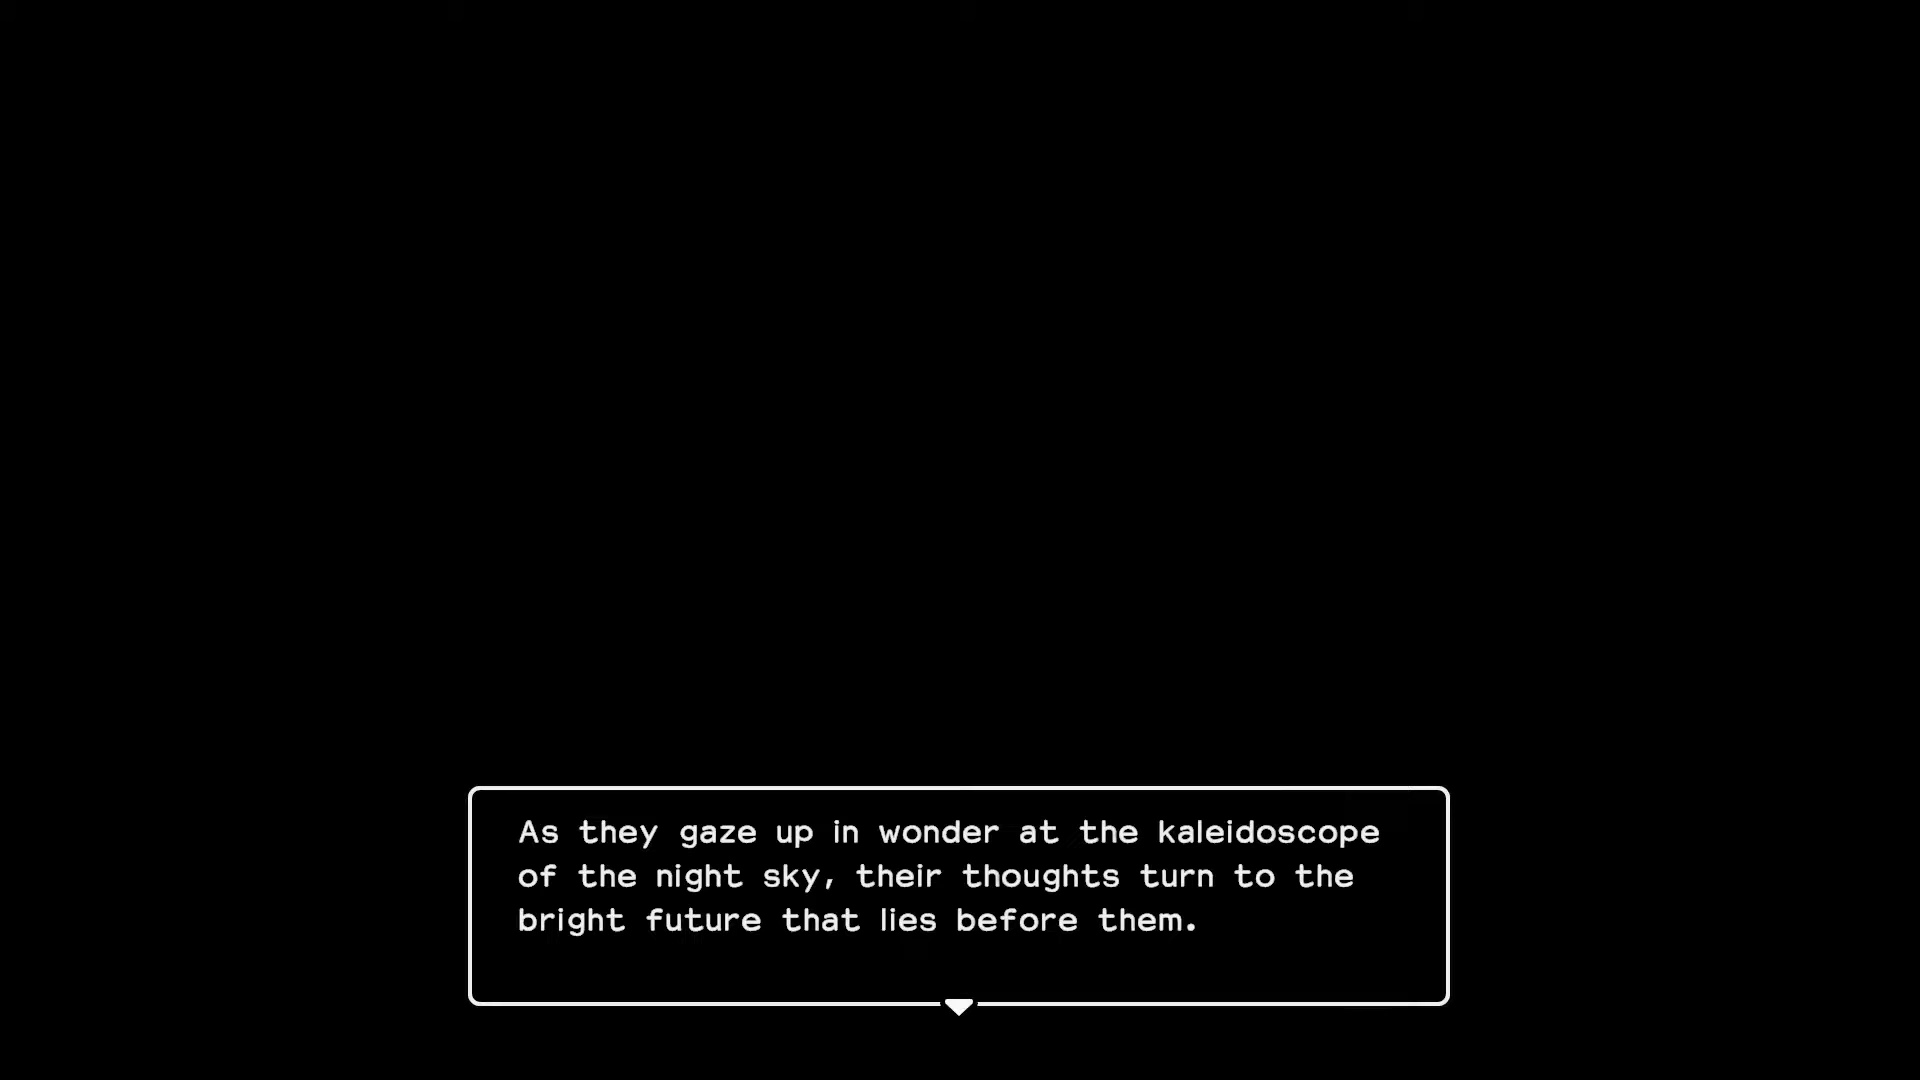 As they gaze up in wonder at the kaleidoscope
of the night sky, their thoughts turn to the
bright future that lies before them.